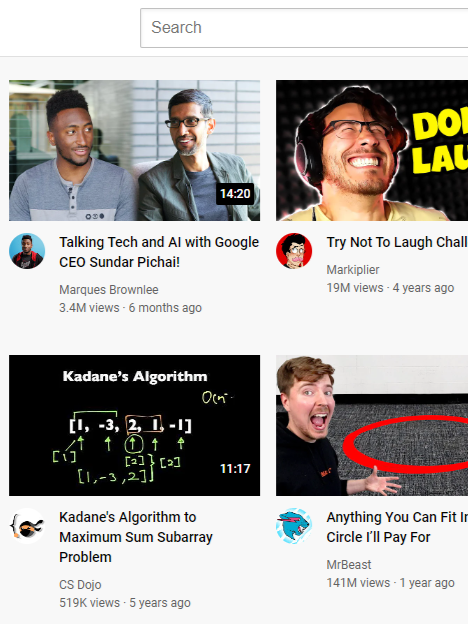 Search
DO
LAU
14:20
Talking Tech and AI with Google
CEO Sundar Pichai!
Marques Brownlee
3.4M views · 6 months ago
Try Not To Laugh Chall
Markiplier
19M views · 4 years ago
Kadane's Algorithm
O(n
[1, -3, 2, 1, -1]
[1]
[2]
[2]
[1, -3, 2]
11:17
Kadane's Algorithm to
Maximum Sum Subarray
Problem
CS Dojo
519K views · 5 years ago
Anything You Can Fit In
Circle I'll Pay For
MrBeast
141M views · 1 year ago